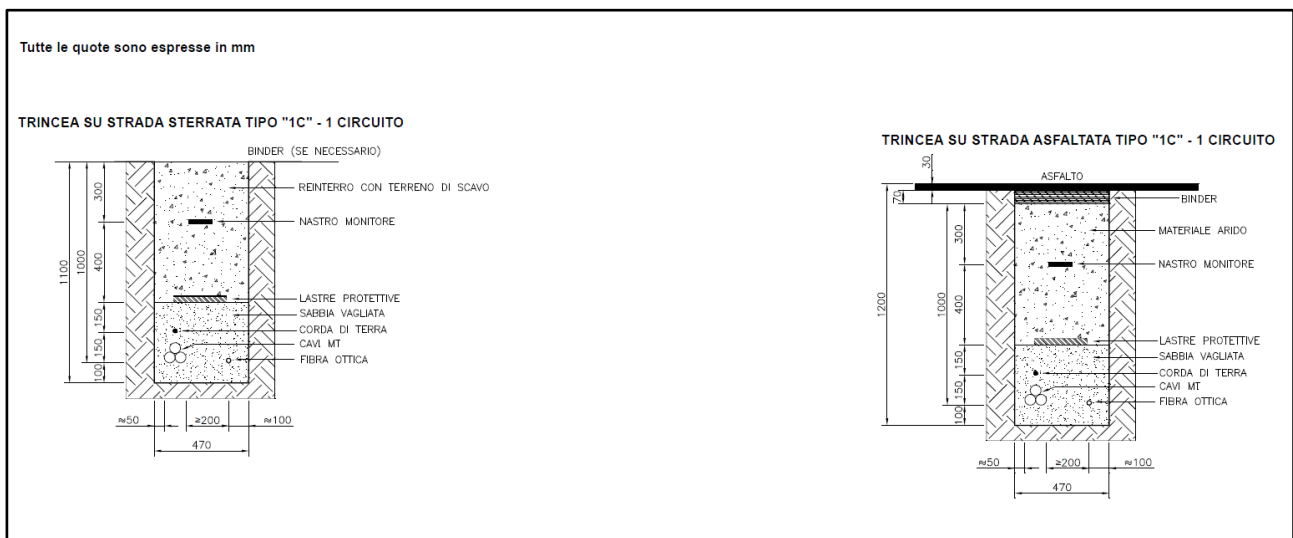 Tutte le quote sono espresse in mm
TRINCEA SU STRADA STERRATA TIPO "1C" - 1 CIRCUITO
BINDER (SE NECESSARIO)
REINTERRO CON TERRENO DI SCAVO
NASTRO MONITORE
LASTRE PROTETTIVE
SABBIA VAGLIATA
CORDA DI TERRA
CAVI MT
FIBRA OTTICA
300
400
150
150
100
1000
1100
≈50
≥200
≈100
470
TRINCEA SU STRADA ASFALTATA TIPO "1C" - 1 CIRCUITO
30
ASFALTO
70
BINDER
MATERIALE ARIDO
NASTRO MONITORE
LASTRE PROTETTIVE
SABBIA VAGLIATA
CORDA DI TERRA
CAVI MT
FIBRA OTTICA
300
400
150
150
100
1000
1200
≈50
≥200
≈100
470